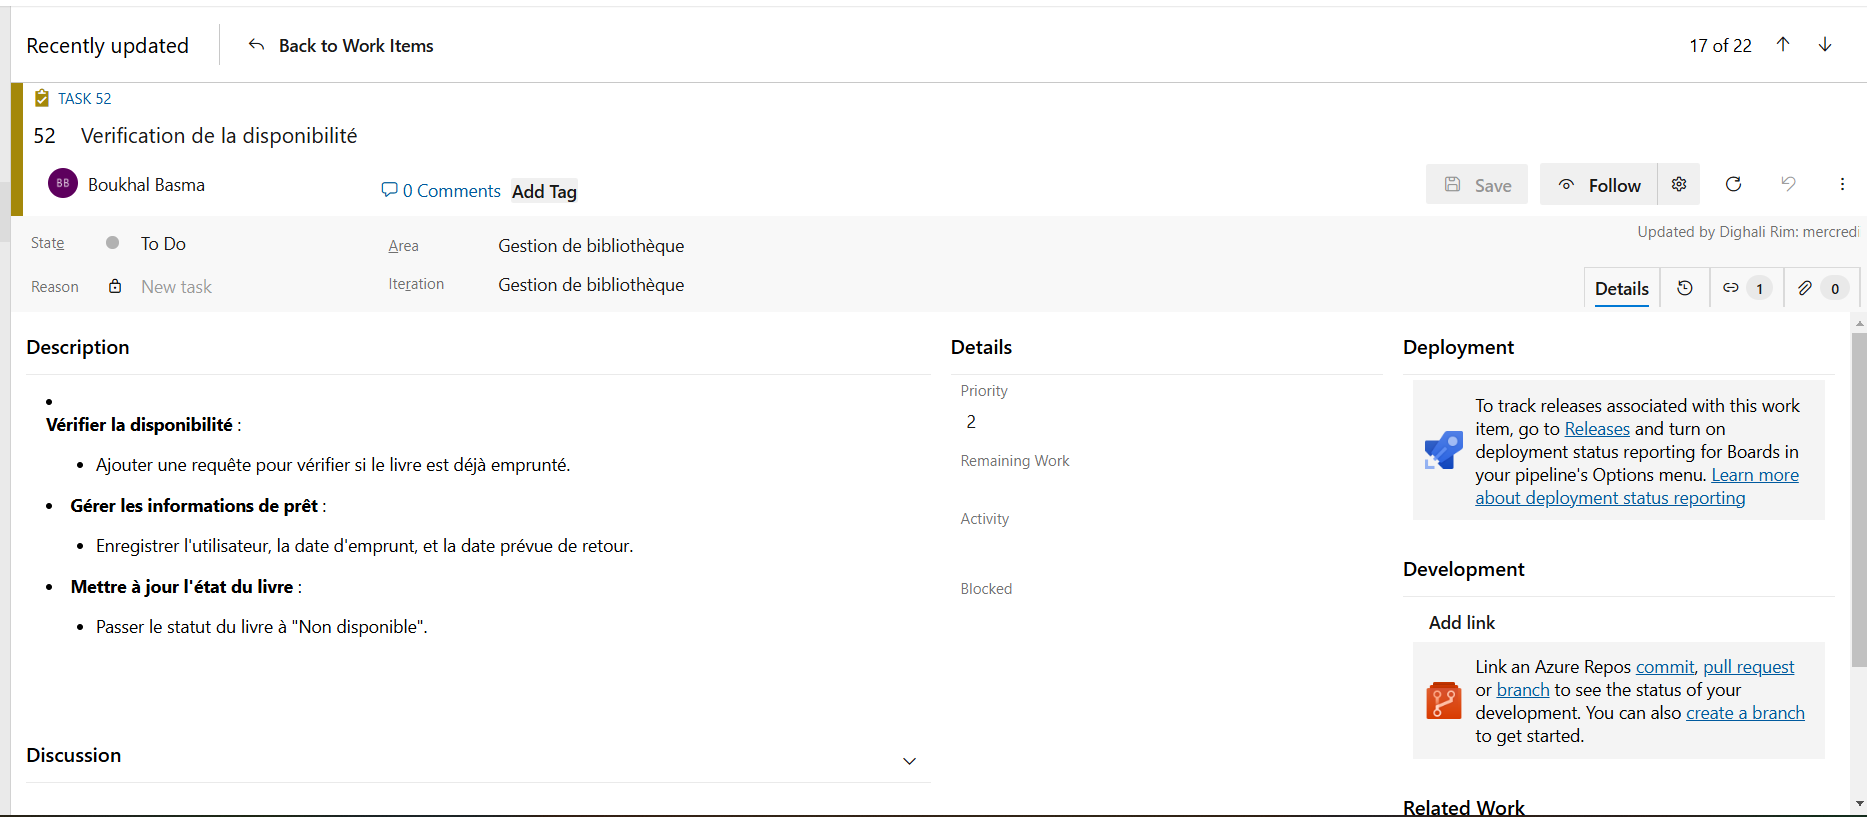 Recently updated
Back to Work Items
17 of 22
TASK 52
52 Verification de la disponibilité
BB
Boukhal Basma
0 Comments
Add Tag
Save
Follow
State
To Do
Area
Gestion de bibliothèque
Updated by Dighali Rim: mercredi
Reason
New task
Iteration
Gestion de bibliothèque
Details
1
0
Description
Vérifier la disponibilité :
Ajouter une requête pour vérifier si le livre est déjà emprunté.
Gérer les informations de prêt :
Enregistrer l'utilisateur, la date d'emprunt, et la date prévue de retour.
Mettre à jour l'état du livre :
Passer le statut du livre à "Non disponible".
Discussion
Details
Priority
2
Remaining Work
Activity
Blocked
Deployment
To track releases associated with this work
item, go to Releases and turn on
deployment status reporting for Boards in
your pipeline's Options menu. Learn more
about deployment status reporting
Development
Add link
Link an Azure Repos commit, pull request
or branch to see the status of your
development. You can also create a branch
to get started.
Related Work